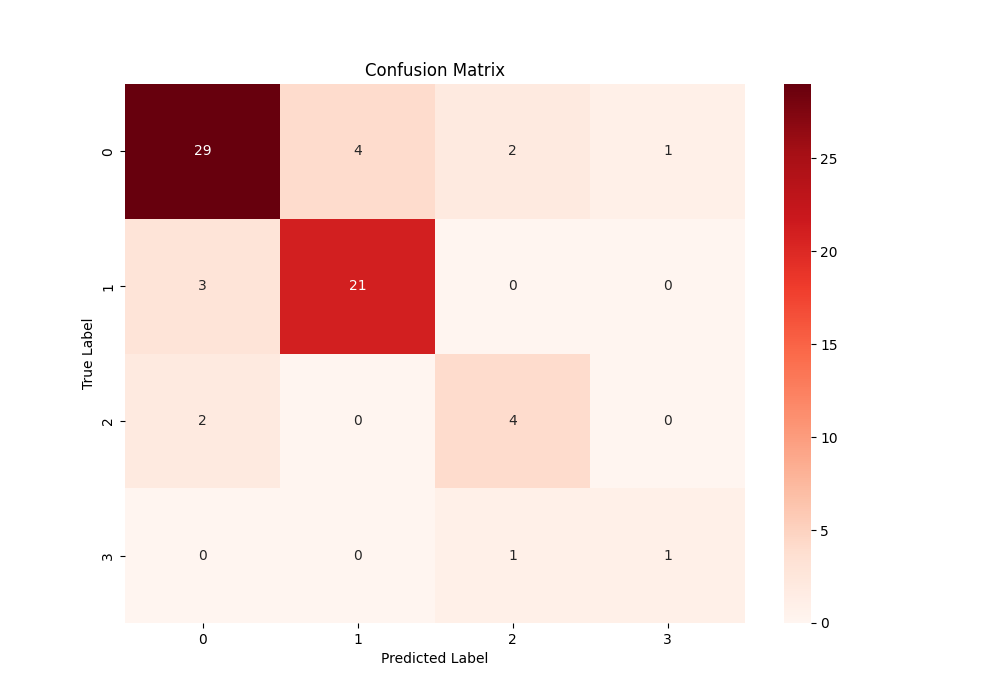 Confusion Matrix
0 29 4 2 1
1 3 21 0 0
2 2 0 4 0
3 0 0 1 1
0 1 2 3
Predicted Label
True Label
25
20
15
10
5
0